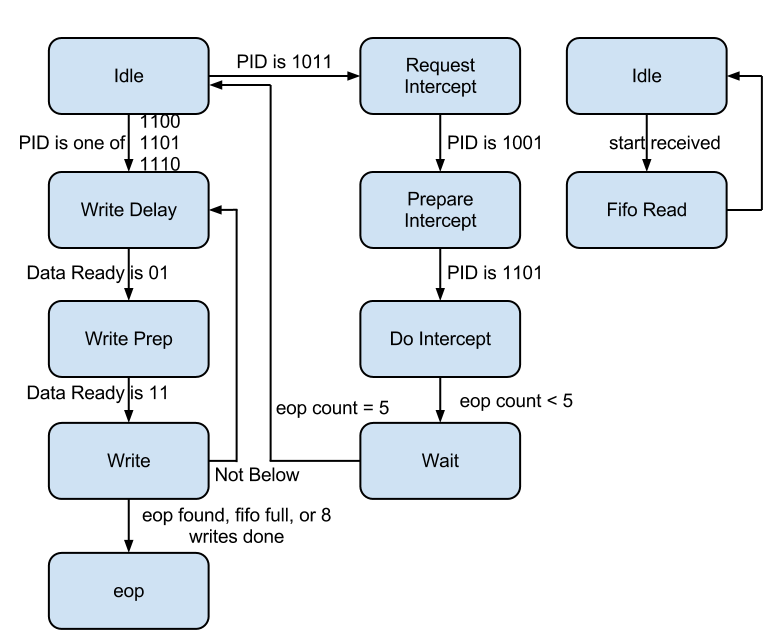 Idle
PID is 1011
Request
Intercept
Idle
PID is one of
1100
1101
1110
PID is 1001
start received
Write Delay
Prepare
Intercept
Fifo Read
Data Ready is 01
PID is 1101
Write Prep
Do Intercept
Data Ready is 11
eop count = 5
eop count < 5
Write
Wait
Not Below
eop found, fifo full, or 8
writes done
eop